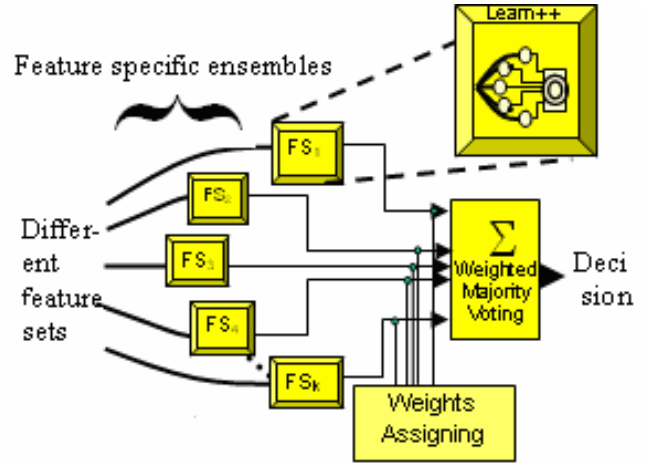 Learn++
Feature specific ensembles
FS₁
FS₂
FS₃
FS₄
FSₖ
Differ-
ent
feature
sets
Σ
Weighted
Majority
Voting
Deci
sion
Weights
Assigning